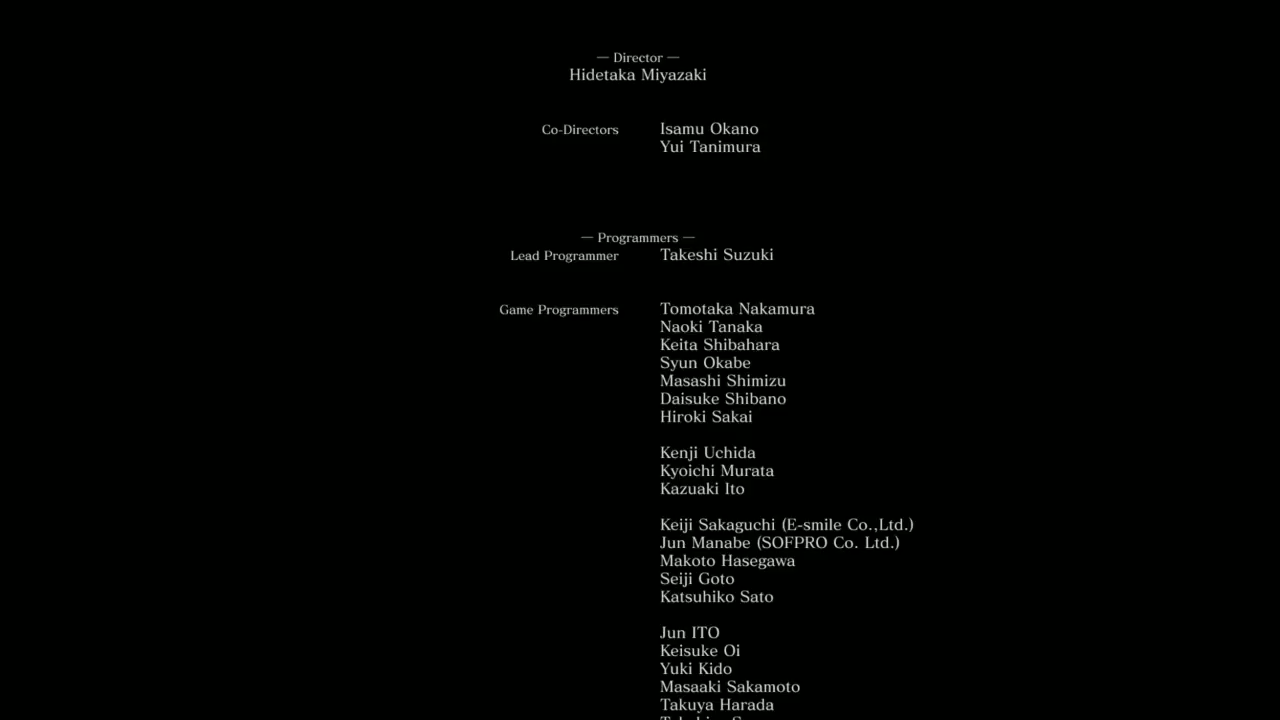 — Director —
Hidetaka Miyazaki
Co-Directors Isamu Okano
Yui Tanimura
— Programmers —
Lead Programmer Takeshi Suzuki
Game Programmers Tomotaka Nakamura
Naoki Tanaka
Keita Shibahara
Syun Okabe
Masashi Shimizu
Daisuke Shibano
Hiroki Sakai
Kenji Uchida
Kyoichi Murata
Kazuaki Ito
Keiji Sakaguchi (E-smile Co.,Ltd.)
Jun Manabe (SOFPRO Co. Ltd.)
Makoto Hasegawa
Seiji Goto
Katsuhiko Sato
Jun ITO
Keisuke Oi
Yuki Kido
Masaaki Sakamoto
Takuya Harada